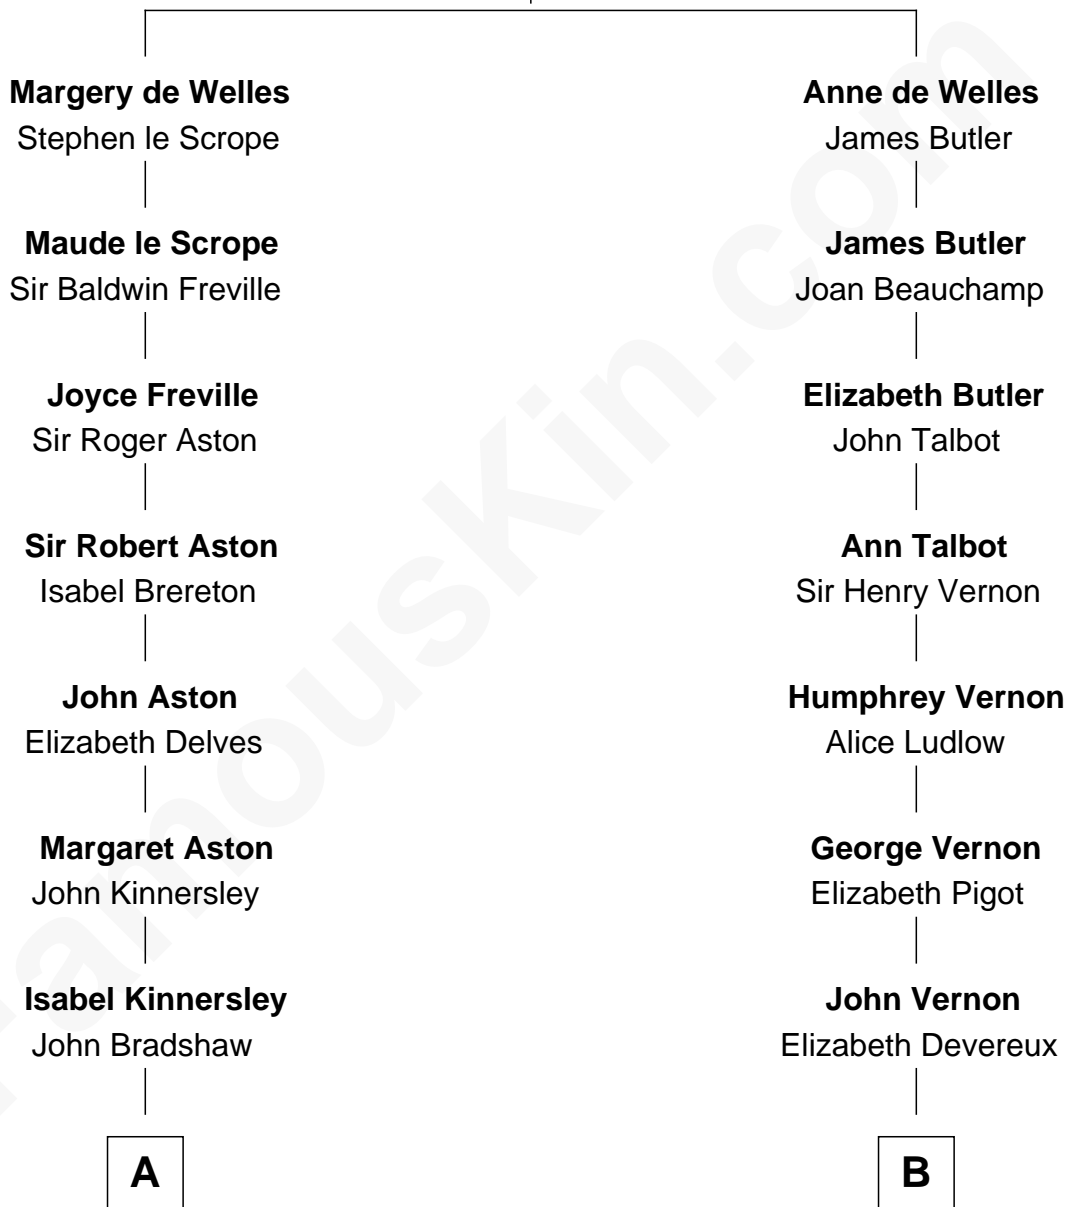 Margery de Welles
Stephen le Scrope
Maude le Scrope
Sir Baldwin Freville
Joyce Freville
Sir Roger Aston
Sir Robert Aston
Isabel Brereton
John Aston
Elizabeth Delves
Margaret Aston
John Kinnersley
Isabel Kinnersley
John Bradshaw
A
Anne de Welles
James Butler
James Butler
Joan Beauchamp
Elizabeth Butler
John Talbot
Ann Talbot
Sir Henry Vernon
Humphrey Vernon
Alice Ludlow
George Vernon
Elizabeth Pigot
John Vernon
Elizabeth Devereux
B
FamousKin.com